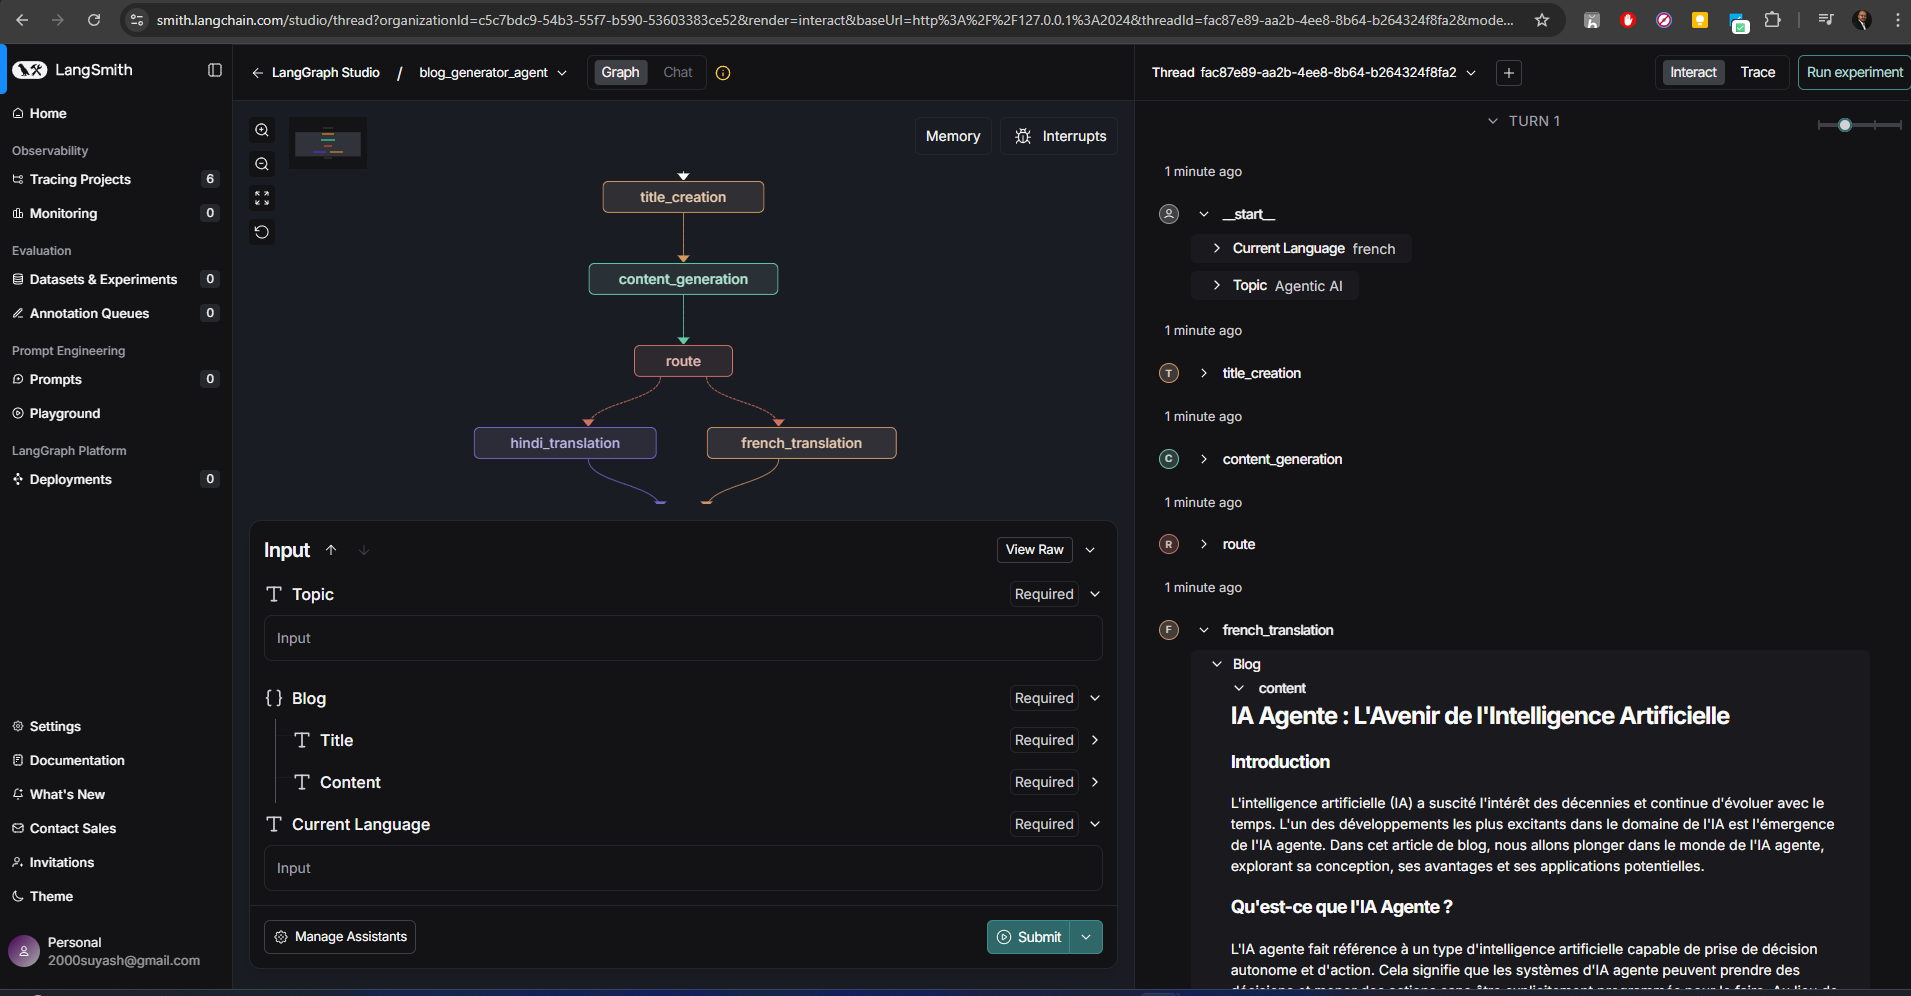 smith.langchain.com/studio/thread?organizationId=c5c7bdc9-54b3-55f7-b590-53603383ce52&render=interact&baseUrl=http%3A%2F%2F127.0.0.1%3A2024&threadId=fac87e89-aa2b-4ee8-8b64-b264324f8fa2&mode...
LangSmith
Home
Observability
Tracing Projects 6
Monitoring 0
Evaluation
Datasets & Experiments 0
Annotation Queues 0
Prompt Engineering
Prompts 0
Playground
LangGraph Platform
Deployments 0
Settings
Documentation
What's New
Contact Sales
Invitations
Theme
Personal
2000suyash@gmail.com
LangGraph Studio / blog_generator_agent
Graph Chat
Memory Interrupts
title_creation
content_generation
route
hindi_translation french_translation
Input View Raw
Topic Required
Input
{} Blog Required
Title Required
Content Required
Current Language Required
Input
Manage Assistants Submit
Thread fac87e89-aa2b-4ee8-8b64-b264324f8fa2 Interact Trace Run experiment
TURN 1
1 minute ago
__start__
Current Language french
Topic Agentic AI
1 minute ago
T title_creation
1 minute ago
C content_generation
1 minute ago
R route
1 minute ago
F french_translation
Blog
content
IA Agente : L'Avenir de l'Intelligence Artificielle
Introduction
L'intelligence artificielle (IA) a suscité l'intérêt des décennies et continue d'évoluer avec le
temps. L'un des développements les plus excitants dans le domaine de l'IA est l'émergence
de l'IA agente. Dans cet article de blog, nous allons plonger dans le monde de l'IA agente,
explorant sa conception, ses avantages et ses applications potentielles.
Qu'est-ce que l'IA Agente ?
L'IA agente fait référence à un type d'intelligence artificielle capable de prise de décision
autonome et d'action. Cela signifie que les systèmes d'IA agente peuvent prendre des